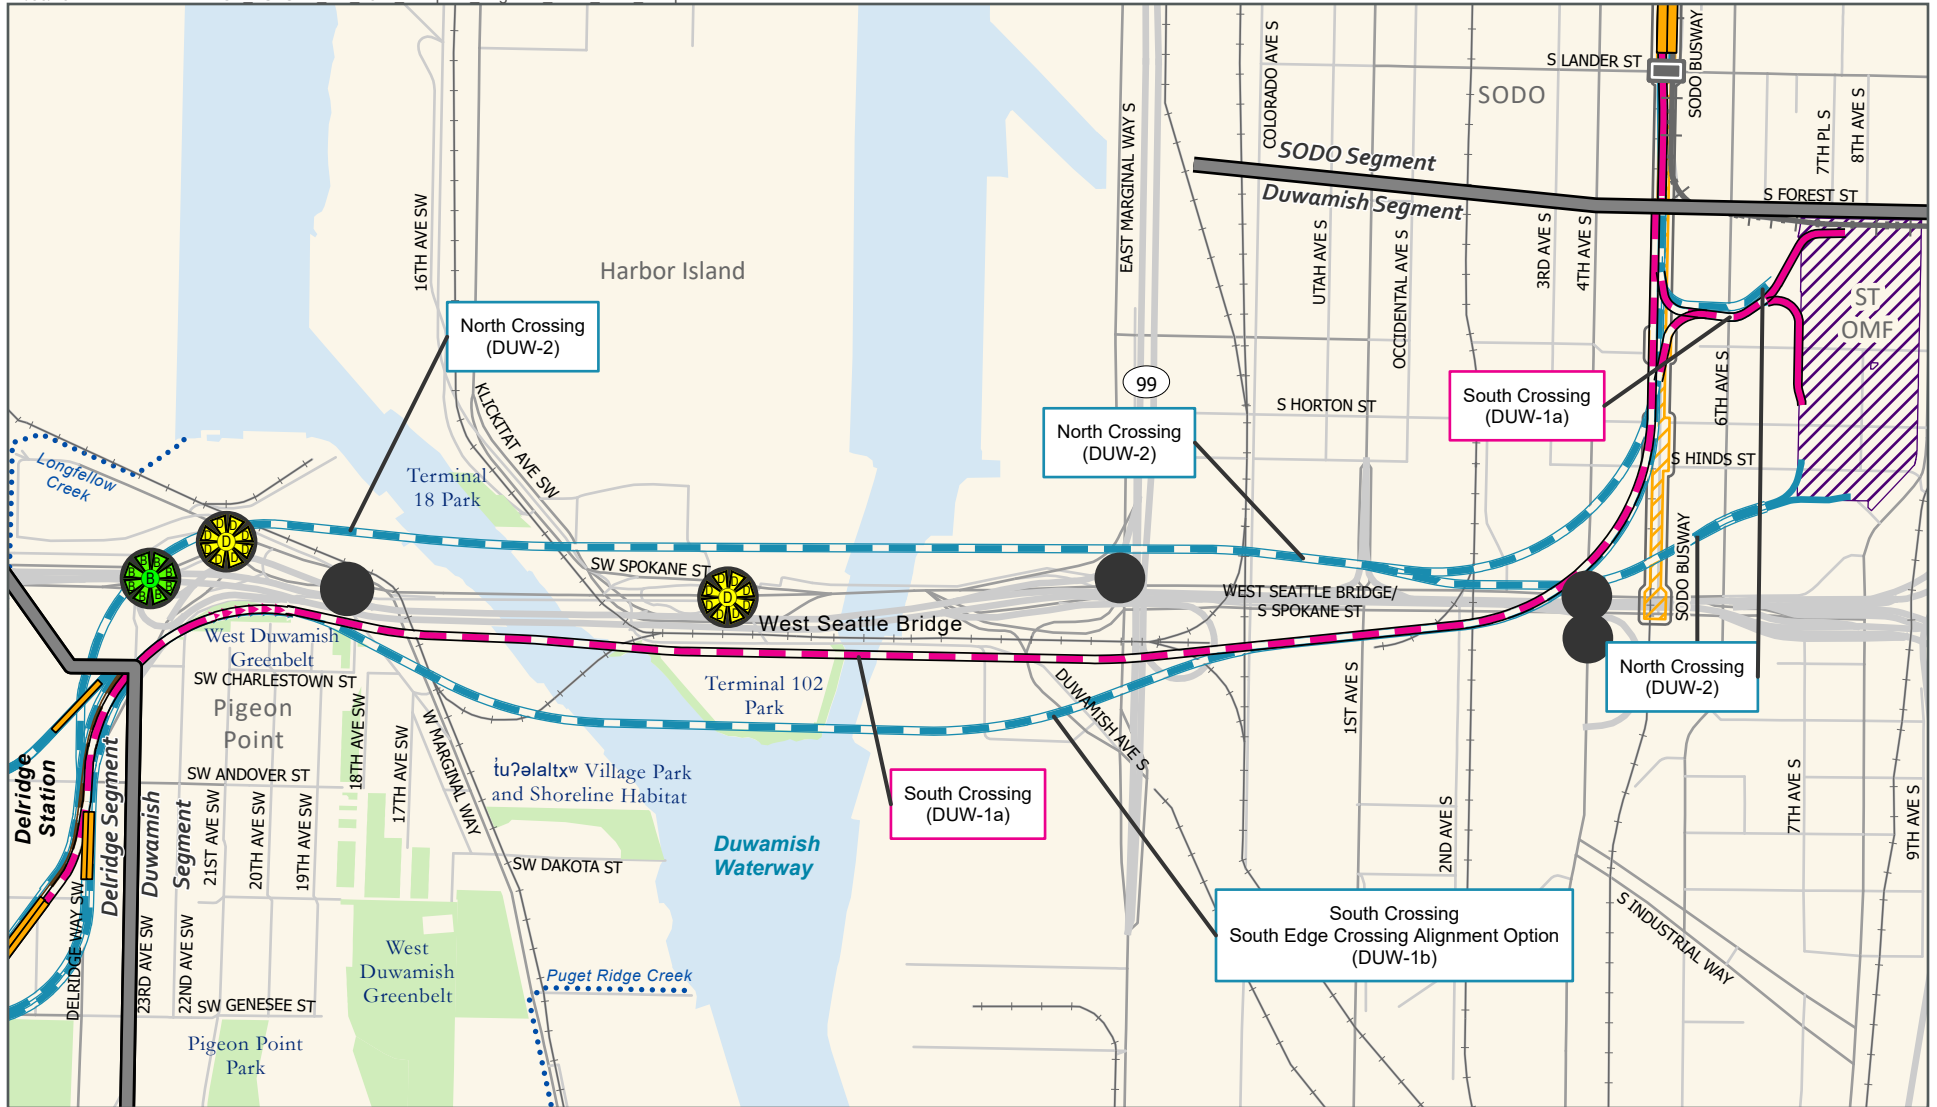 S LANDER ST
SODO BUSWAY
COLORADO AVE S
SODO
8TH AVE S
7TH PL S
EAST MARGINAL WAY S
SODO Segment
Duwamish Segment
S FOREST ST
16TH AVE SW
Harbor Island
UTAH AVE S
OCCIDENTAL AVE S
3RD AVE S
4TH AVE S
ST
OMF
North Crossing
(DUW-2)
99
South Crossing
(DUW-1a)
6TH AVE S
KLICKITAT AVE SW
S HORTON ST
North Crossing
(DUW-2)
S HINDS ST
Longfellow
Creek
Terminal
18 Park
D
D
D
D
D
D
D
B
B
B
B
B
B
B
B
SW SPOKANE ST
D
D
D
D
D
D
D
WEST SEATTLE BRIDGE/
S SPOKANE ST
SODO BUSWAY
West Seattle Bridge
West Duwamish
Greenbelt
SW CHARLESTOWN ST
Pigeon
Point
18TH AVE SW
17TH AVE SW
W MARGINAL WAY
Terminal 102
Park
DUWAMISH AVE S
1ST AVE S
North Crossing
(DUW-2)
Delridge
Station
Delridge Segment
Duwamish
Segment
SW ANDOVER ST
21ST AVE SW
20TH AVE SW
19TH AVE SW
t̓uʔəlaltxʷ Village Park
and Shoreline Habitat
South Crossing
(DUW-1a)
2ND AVE S
7TH AVE S
9TH AVE S
Duwamish
Waterway
SW DAKOTA ST
South Crossing
South Edge Crossing Alignment Option
(DUW-1b)
S INDUSTRIAL WAY
DELRIDGE WAY SW
23RD AVE SW
22ND AVE SW
West
Duwamish
Greenbelt
Puget Ridge Creek
SW GENESEE ST
Pigeon Point
Park